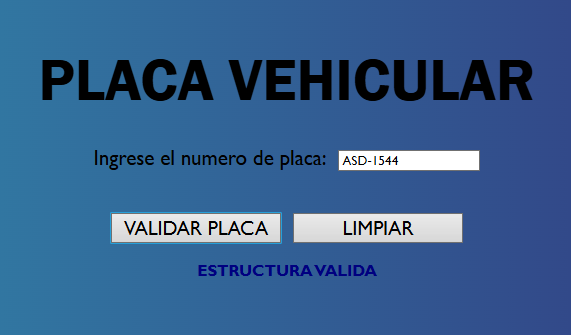 PLACA VEHICULAR
Ingrese el numero de placa: ASD-1544
VALIDAR PLACA LIMPIAR
ESTRUCTURA VALIDA